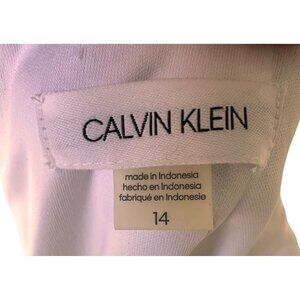 CALVIN KLEIN
made in Indonesia
hecho en Indonesia
fabriqué en Indonesie
14